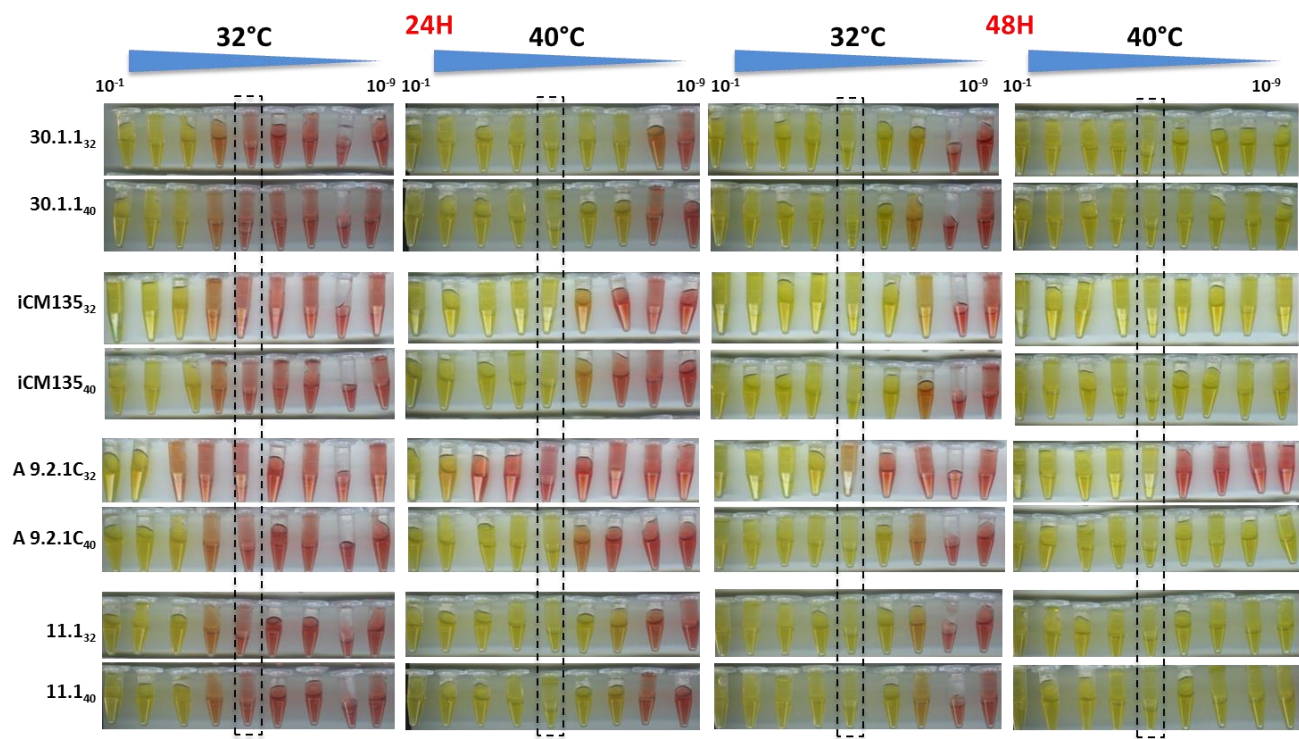 24H 48H
32°C 40°C 32°C 40°C
10⁻¹ 10⁻⁹ 10⁻¹ 10⁻⁹ 10⁻¹ 10⁻⁹ 10⁻¹ 10⁻⁹
30.1.1₃₂
30.1.1₄₀
iCM135₃₂
iCM135₄₀
A 9.2.1C₃₂
A 9.2.1C₄₀
11.1₃₂
11.1₄₀